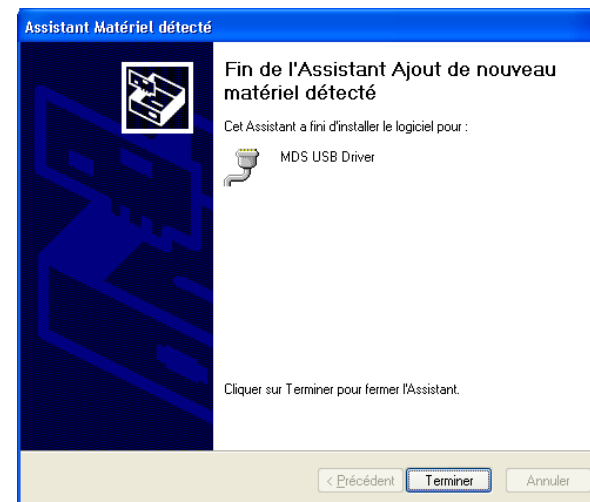 Assistant Matériel détecté
Fin de l'Assistant Ajout de nouveau
matériel détecté
Cet Assistant a fini d'installer le logiciel pour :
MDS USB Driver
Cliquer sur Terminer pour fermer l'Assistant.
< Précédent Terminer Annuler